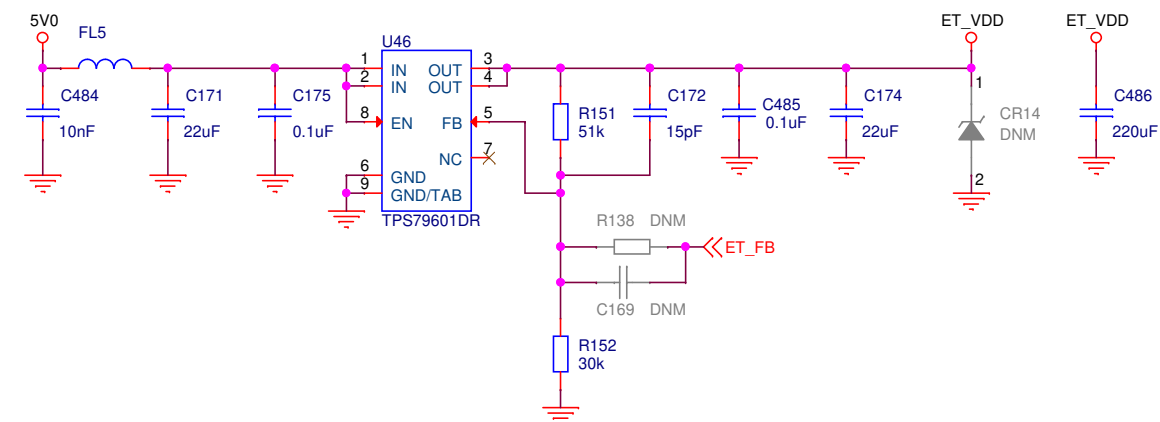 5V0
FL5
C484
10nF
C171
22uF
C175
0.1uF
U46
1
IN
2
IN
8
EN
6
GND
9
GND/TAB
OUT
3
OUT
4
FB
5
NC
7
TPS79601DR
R151
51k
C172
15pF
C485
0.1uF
C174
22uF
ET_VDD
1
CR14
DNM
2
ET_VDD
C486
220uF
R138 DNM
ET_FB
C169 DNM
R152
30k